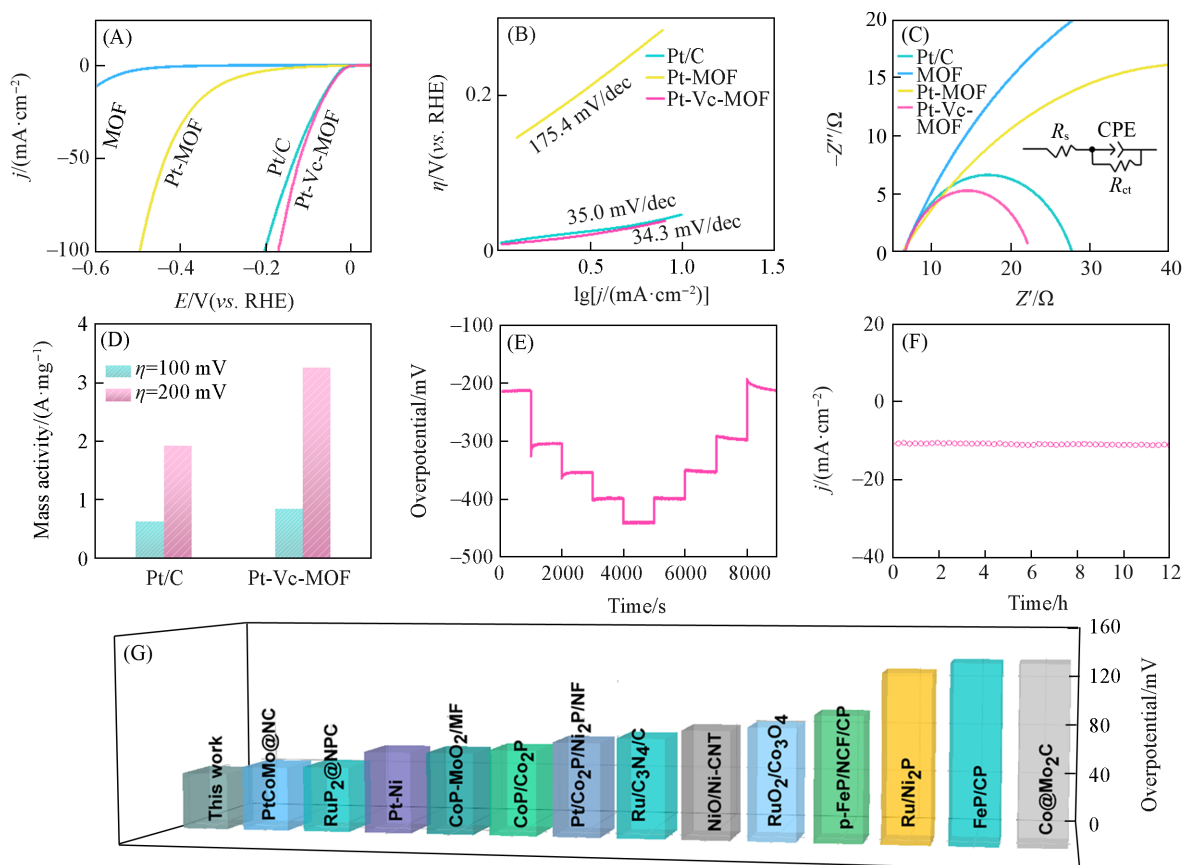 (A)
0
−50
−100
j/(mA·cm⁻²)
MOF
Pt-MOF
Pt/C
Pt-Vc-MOF
−0.6 −0.4 −0.2 0
E/V(vs. RHE)
(B)
Pt/C
Pt-MOF
Pt-Vc-MOF
0.2
0
η/V(vs. RHE)
175.4 mV/dec
35.0 mV/dec
34.3 mV/dec
0.5 1.0 1.5
lg[j/(mA·cm⁻²)]
(C)
20
15
10
5
0
−Z″/Ω
Pt/C
MOF
Pt-MOF
Pt-Vc-
MOF
Rs
CPE
Rct
10 20 30 40
Z′/Ω
(D)
4
3
2
1
0
Mass activity/(A·mg⁻¹)
η=100 mV
η=200 mV
Pt/C Pt-Vc-MOF
(E)
−100
−200
−300
−400
−500
Overpotential/mV
0 2000 4000 6000 8000
Time/s
(F)
20
0
−20
−40
j/(mA·cm⁻²)
0 2 4 6 8 10 12
Time/h
(G)
This work
PtCoMo@NC
RuP₂@NPC
Pt-Ni
CoP-MoO₂/MF
CoP/Co₂P
Pt/Co₂P/Ni₂P/NF
Ru/C₃N₄/C
NiO/Ni-CNT
RuO₂/Co₃O₄
p-FeP/NCF/CP
Ru/Ni₂P
FeP/CP
Co@Mo₂C
160
120
80
40
0
Overpotential/mV